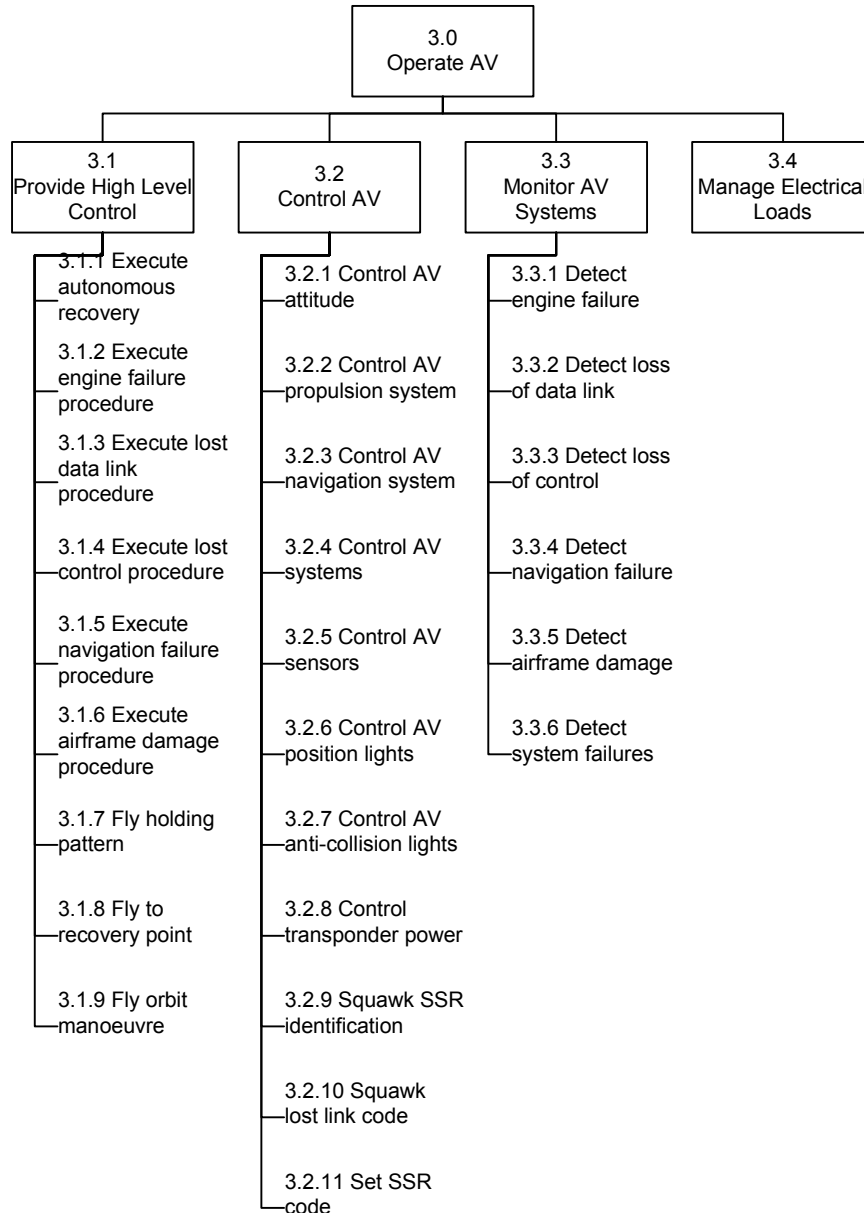 3.0
Operate AV
3.1
Provide High Level
Control
3.2
Control AV
3.3
Monitor AV
Systems
3.4
Manage Electrical
Loads
3.1.1 Execute
autonomous
recovery
3.1.2 Execute
engine failure
procedure
3.1.3 Execute lost
data link
procedure
3.1.4 Execute lost
control procedure
3.1.5 Execute
navigation failure
procedure
3.1.6 Execute
airframe damage
procedure
3.1.7 Fly holding
pattern
3.1.8 Fly to
recovery point
3.1.9 Fly orbit
manoeuvre
3.2.1 Control AV
attitude
3.2.2 Control AV
propulsion system
3.2.3 Control AV
navigation system
3.2.4 Control AV
systems
3.2.5 Control AV
sensors
3.2.6 Control AV
position lights
3.2.7 Control AV
anti-collision lights
3.2.8 Control
transponder power
3.2.9 Squawk SSR
identification
3.2.10 Squawk
lost link code
3.2.11 Set SSR
code
3.3.1 Detect
engine failure
3.3.2 Detect loss
of data link
3.3.3 Detect loss
of control
3.3.4 Detect
navigation failure
3.3.5 Detect
airframe damage
3.3.6 Detect
system failures